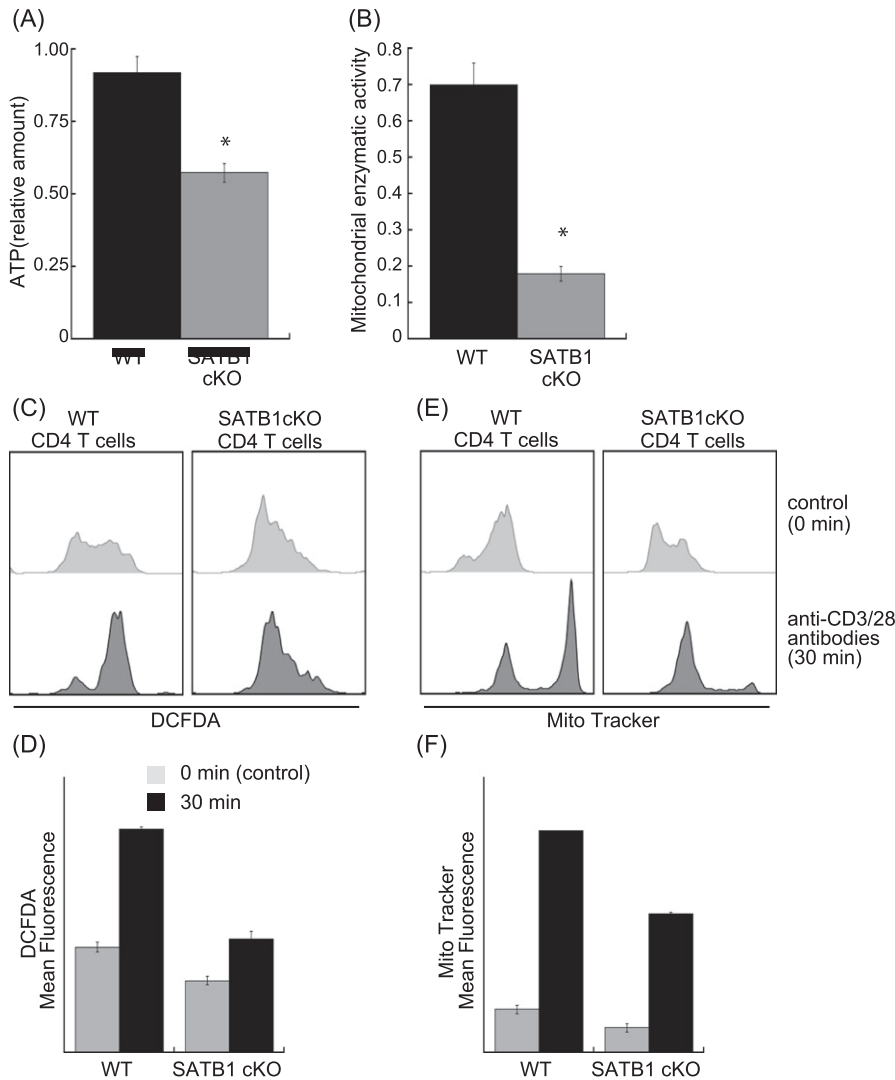 (A)
ATP(relative amount)
1.00
0.75
0.50
0.25
0
*
WT
SATB1
cKO
(B)
Mitochondrial enzymatic activity
0.8
0.7
0.6
0.5
0.4
0.3
0.2
0.1
0
*
WT
SATB1
cKO
(C)
WT
CD4 T cells
SATB1cKO
CD4 T cells
DCFDA
(E)
WT
CD4 T cells
SATB1cKO
CD4 T cells
control
(0 min)
anti-CD3/28
antibodies
(30 min)
Mito Tracker
(D)
0 min (control)
30 min
DCFDA
Mean Fluorescence
WT
SATB1 cKO
(F)
Mito Tracker
Mean Fluorescence
WT
SATB1 cKO